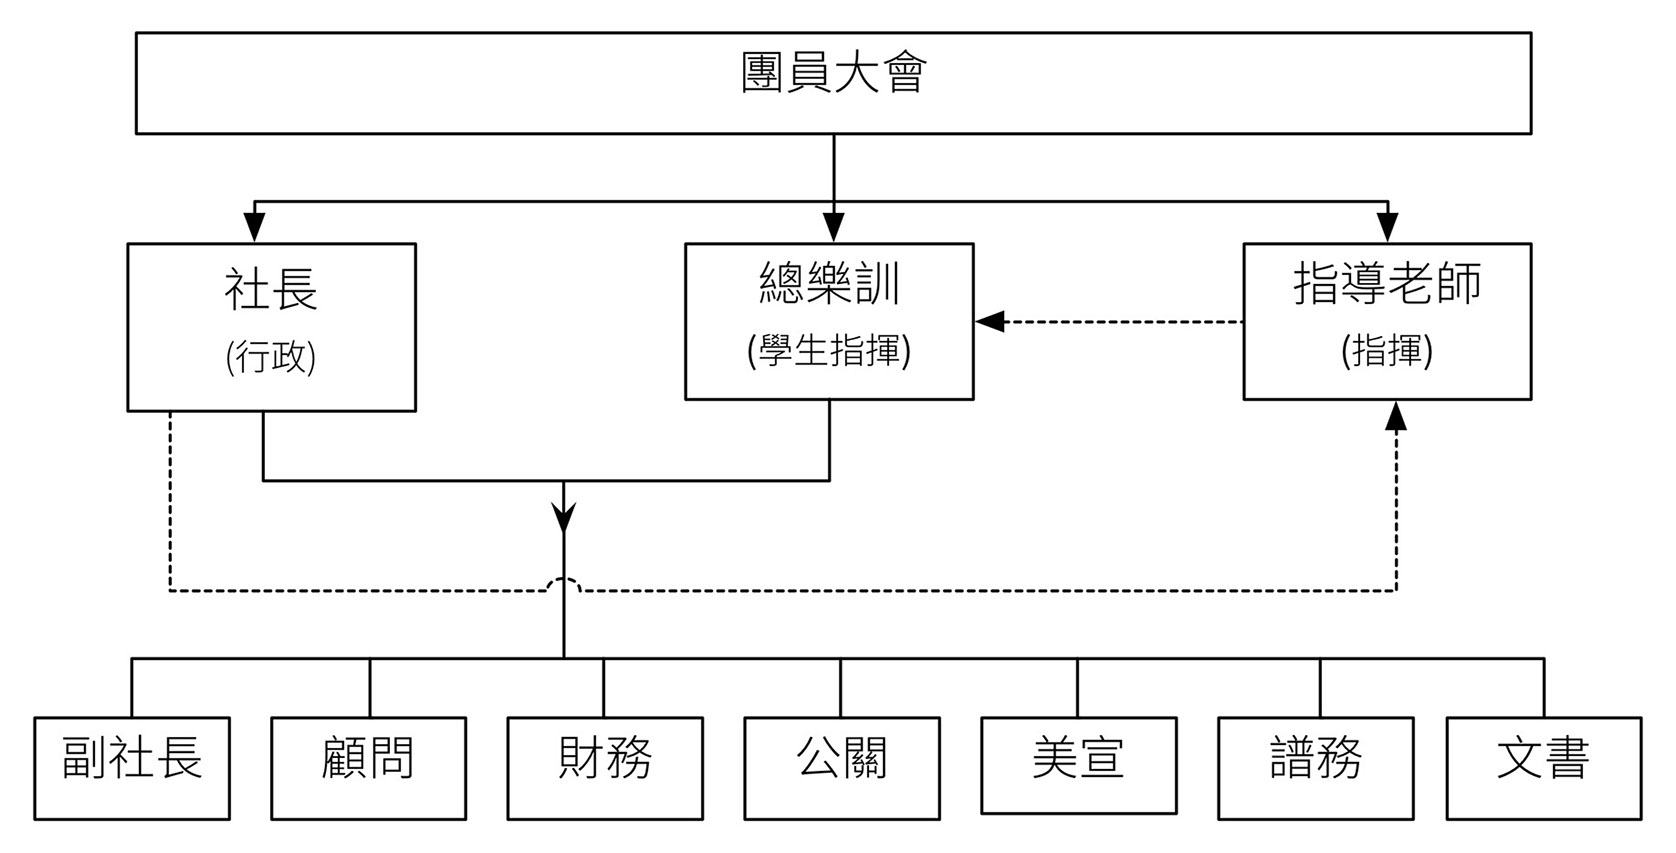 團員大會
社長
(行政)
總樂訓
(學生指揮)
指導老師
(指揮)
副社長
顧問
財務
公關
美宣
譜務
文書